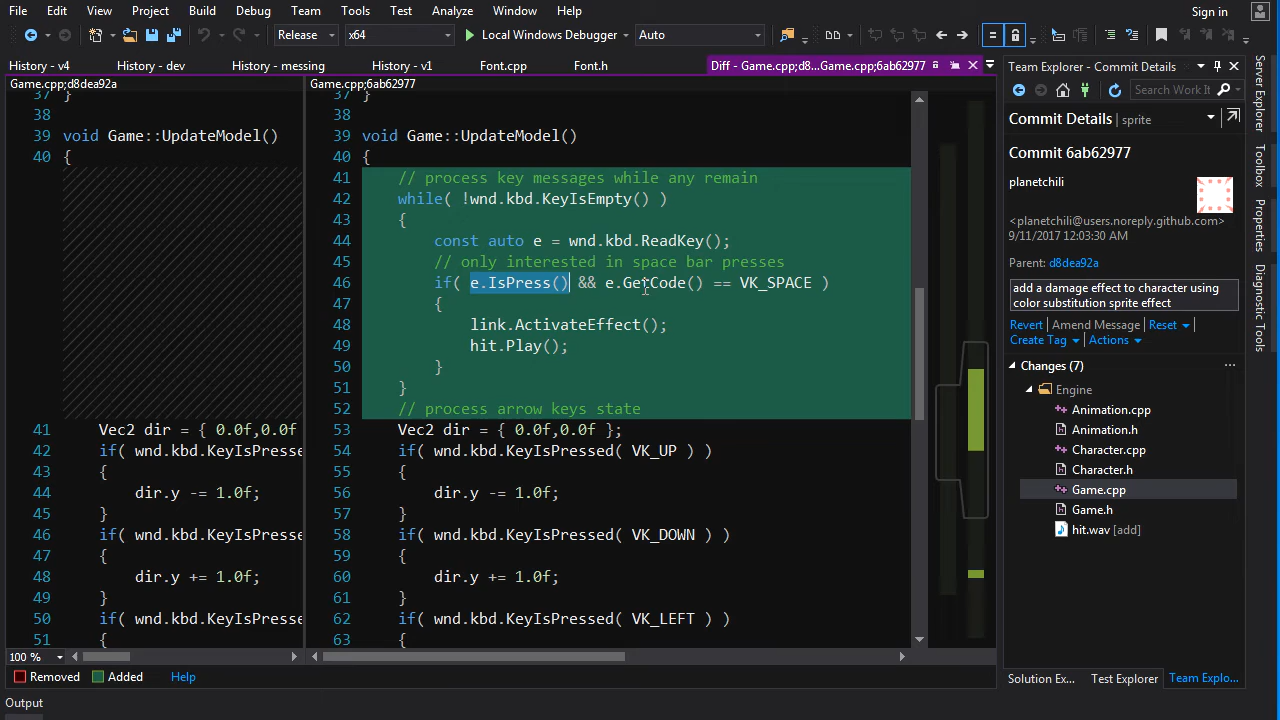 File Edit View Project Build Debug Team Tools Test Analyze Window Help Sign in
Release x64 Local Windows Debugger Auto
History - v4 History - dev History - messing History - v1 Font.cpp Font.h Diff - Game.cpp;d8...Game.cpp;6ab62977
Game.cpp;d8dea92a
37 }
38
39 void Game::UpdateModel()
40 {
41 Vec2 dir = { 0.0f,0.0f
42 if( wnd.kbd.KeyIsPresse
43 {
44 dir.y -= 1.0f;
45 }
46 if( wnd.kbd.KeyIsPresse
47 {
48 dir.y += 1.0f;
49 }
50 if( wnd.kbd.KeyIsPresse
51 {
Game.cpp;6ab62977
37 }
38
39 void Game::UpdateModel()
40 {
41 // process key messages while any remain
42 while( !wnd.kbd.KeyIsEmpty() )
43 {
44 const auto e = wnd.kbd.ReadKey();
45 // only interested in space bar presses
46 if( e.IsPress() && e.GetCode() == VK_SPACE )
47 {
48 link.ActivateEffect();
49 hit.Play();
50 }
51 }
52 // process arrow keys state
53 Vec2 dir = { 0.0f,0.0f };
54 if( wnd.kbd.KeyIsPressed( VK_UP ) )
55 {
56 dir.y -= 1.0f;
57 }
58 if( wnd.kbd.KeyIsPressed( VK_DOWN ) )
59 {
60 dir.y += 1.0f;
61 }
62 if( wnd.kbd.KeyIsPressed( VK_LEFT ) )
63 {
100 %
Removed Added Help
Output
Team Explorer - Commit Details
Search Work It
Commit Details | sprite
Commit 6ab62977
planetchili
<planetchili@users.noreply.github.com>
9/11/2017 12:03:30 AM
Parent: d8dea92a
add a damage effect to character using
color substitution sprite effect
Revert Amend Message Reset
Create Tag Actions
Changes (7)
Engine
Animation.cpp
Animation.h
Character.cpp
Character.h
Game.cpp
Game.h
hit.wav [add]
Solution Ex... Test Explorer Team Explo...
Server Explorer
Toolbox
Properties
Diagnostic Tools